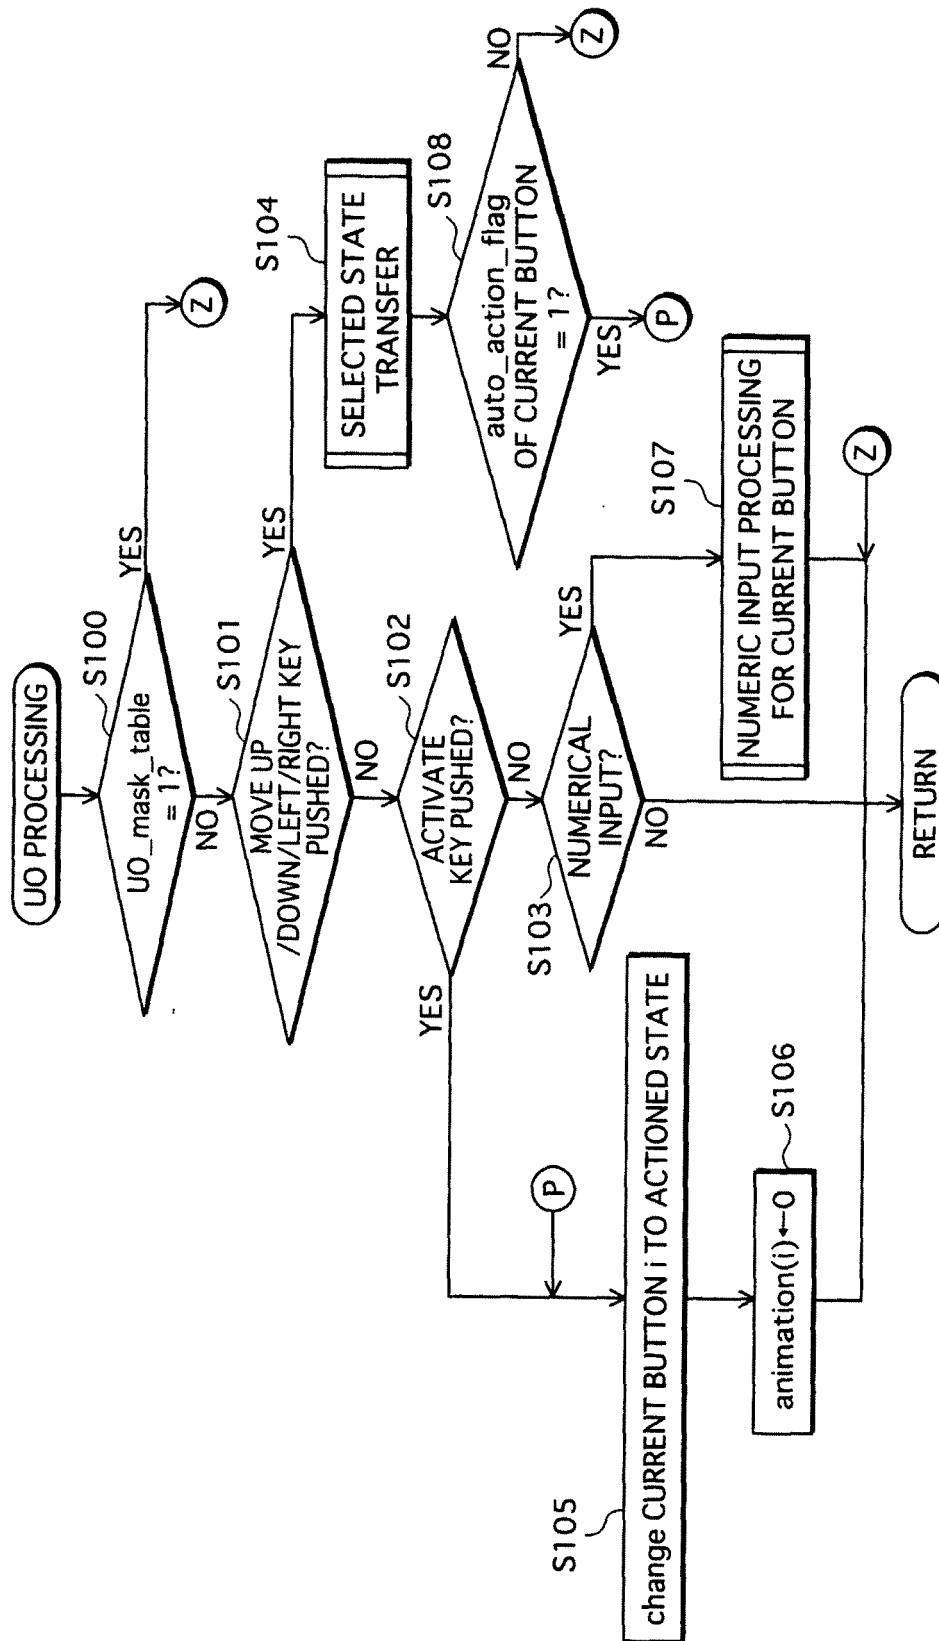 UO PROCESSING
S100
UO_mask_table
= 1?
YES
Z
NO
S101
MOVE UP
/DOWN/LEFT/RIGHT KEY
PUSHED?
YES
NO
S104
SELECTED STATE
TRANSFER
S108
auto_action_flag
OF CURRENT BUTTON
= 1?
NO
Z
YES
P
S102
ACTIVATE
KEY PUSHED?
YES
NO
S103
NUMERICAL
INPUT?
YES
NO
S107
NUMERIC INPUT PROCESSING
FOR CURRENT BUTTON
Z
P
S105
change CURRENT BUTTON i TO ACTIONED STATE
S106
animation(i)←0
RETURN